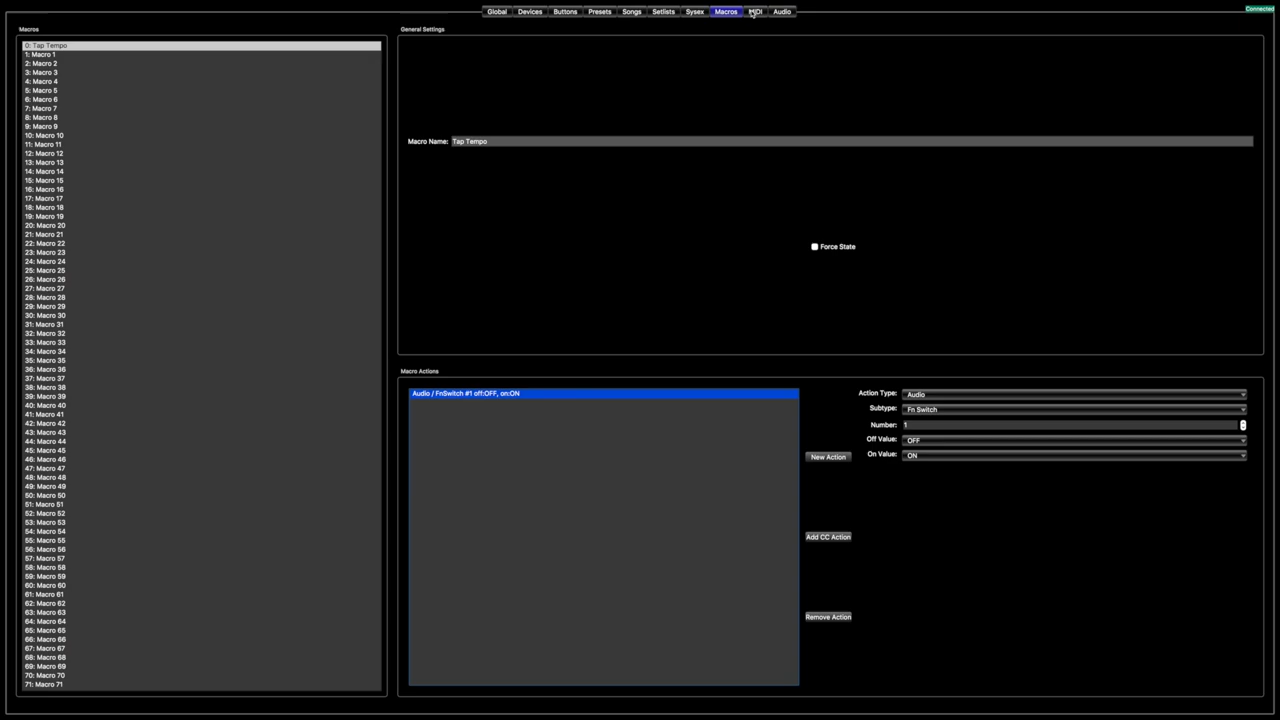 Global Devices Buttons Presets Songs Setlists Sysex Macros MIDI Audio
Connected
Macros
0: Tap Tempo
1: Macro 1
2: Macro 2
3: Macro 3
4: Macro 4
5: Macro 5
6: Macro 6
7: Macro 7
8: Macro 8
9: Macro 9
10: Macro 10
11: Macro 11
12: Macro 12
13: Macro 13
14: Macro 14
15: Macro 15
16: Macro 16
17: Macro 17
18: Macro 18
19: Macro 19
20: Macro 20
21: Macro 21
22: Macro 22
23: Macro 23
24: Macro 24
25: Macro 25
26: Macro 26
27: Macro 27
28: Macro 28
29: Macro 29
30: Macro 30
31: Macro 31
32: Macro 32
33: Macro 33
34: Macro 34
35: Macro 35
36: Macro 36
37: Macro 37
38: Macro 38
39: Macro 39
40: Macro 40
41: Macro 41
42: Macro 42
43: Macro 43
44: Macro 44
45: Macro 45
46: Macro 46
47: Macro 47
48: Macro 48
49: Macro 49
50: Macro 50
51: Macro 51
52: Macro 52
53: Macro 53
54: Macro 54
55: Macro 55
56: Macro 56
57: Macro 57
58: Macro 58
59: Macro 59
60: Macro 60
61: Macro 61
62: Macro 62
63: Macro 63
64: Macro 64
65: Macro 65
66: Macro 66
67: Macro 67
68: Macro 68
69: Macro 69
70: Macro 70
71: Macro 71
General Settings
Macro Name: Tap Tempo
Force State
Macro Actions
Audio / FnSwitch #1 off:OFF, on:ON
New Action
Add CC Action
Remove Action
Action Type: Audio
Subtype: Fn Switch
Number: 1
Off Value: OFF
On Value: ON